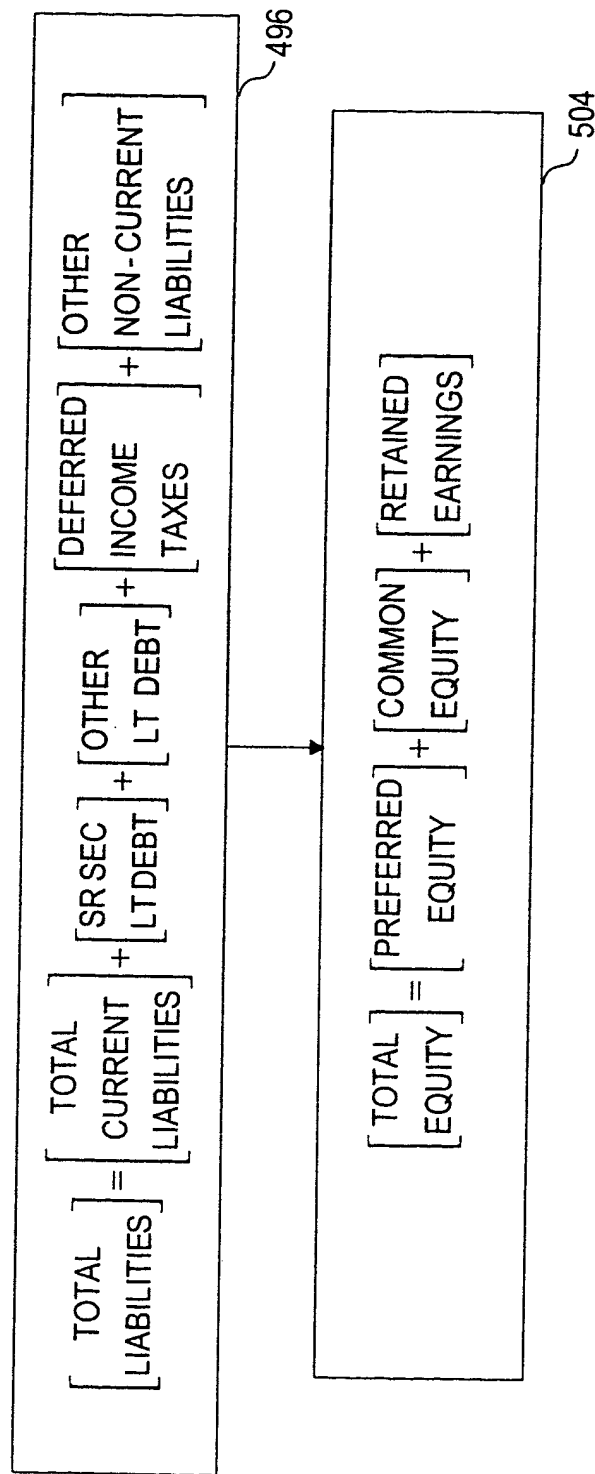 [TOTAL LIABILITIES] = [TOTAL CURRENT LIABILITIES] + [SR SEC LT DEBT] + [OTHER LT DEBT] + [DEFERRED INCOME TAXES] + [OTHER NON-CURRENT LIABILITIES]
496
[TOTAL EQUITY] = [PREFERRED EQUITY] + [COMMON EQUITY] + [RETAINED EARNINGS]
504